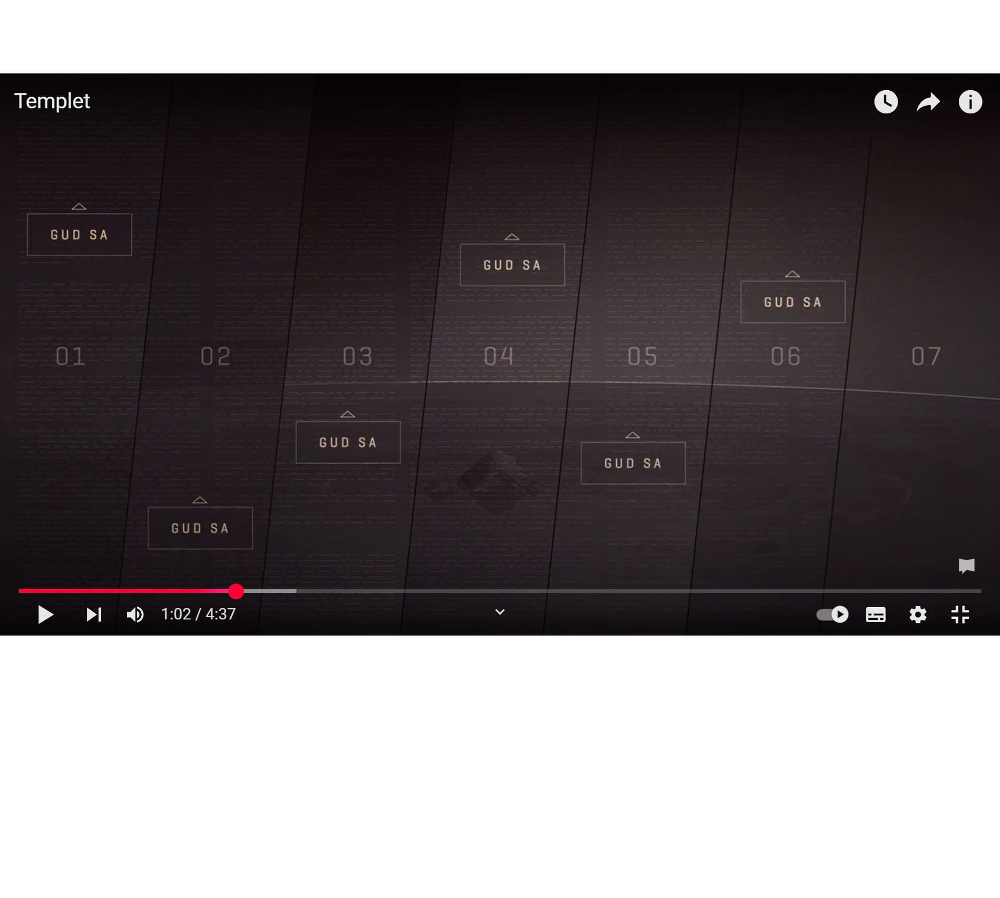 Templet
GUD SA
GUD SA
GUD SA
01
02
03
04
05
06
07
GUD SA
GUD SA
GUD SA
1:02 / 4:37